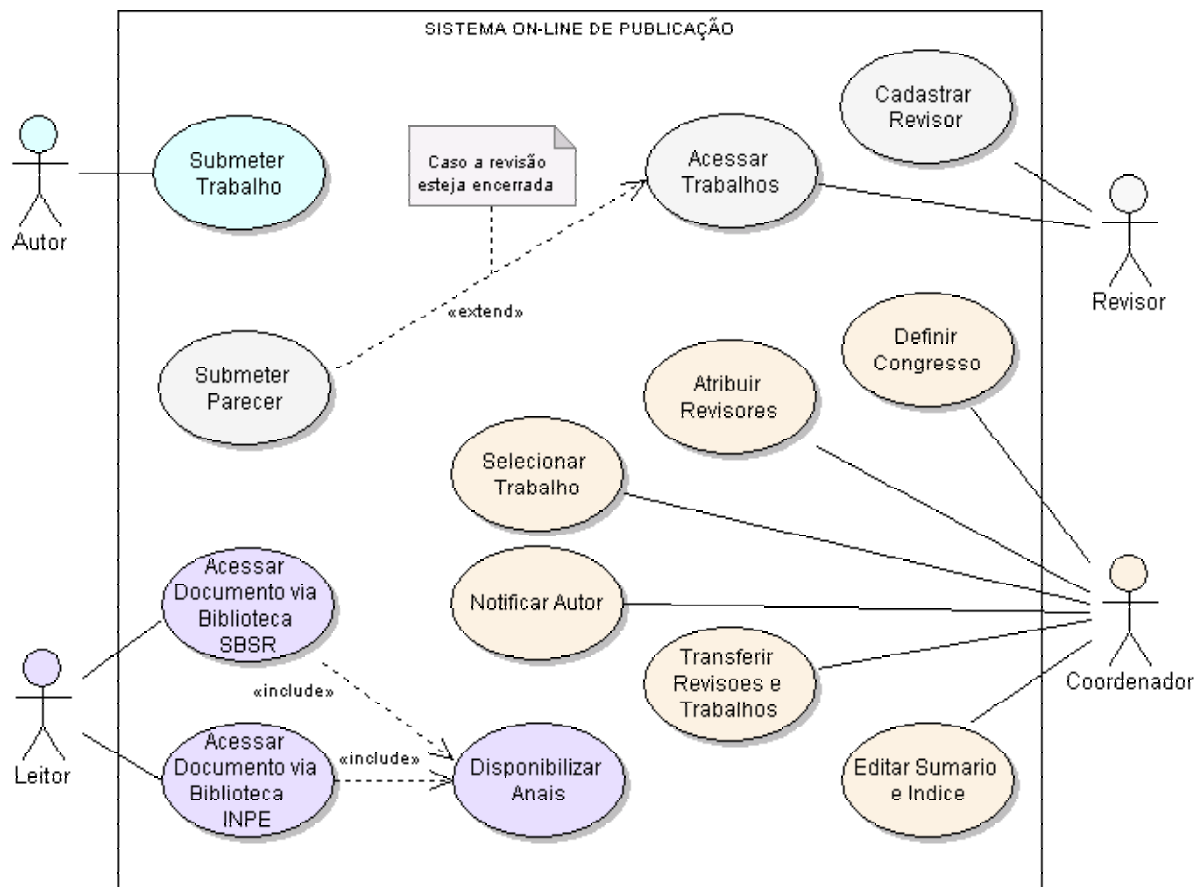 SISTEMA ON-LINE DE PUBLICAÇÃO
Cadastrar
Revisor
Submeter
Trabalho
Caso a revisão
esteja encerrada
Acessar
Trabalhos
Autor
Revisor
«extend»
Submeter
Parecer
Definir
Congresso
Atribuir
Revisores
Selecionar
Trabalho
Acessar
Documento via
Biblioteca
SBSR
Notificar Autor
Transferir
Revisoes e
Trabalhos
Coordenador
«include»
Leitor
Acessar
Documento via
Biblioteca
INPE
«include»
Disponibilizar
Anais
Editar Sumario
e Indice